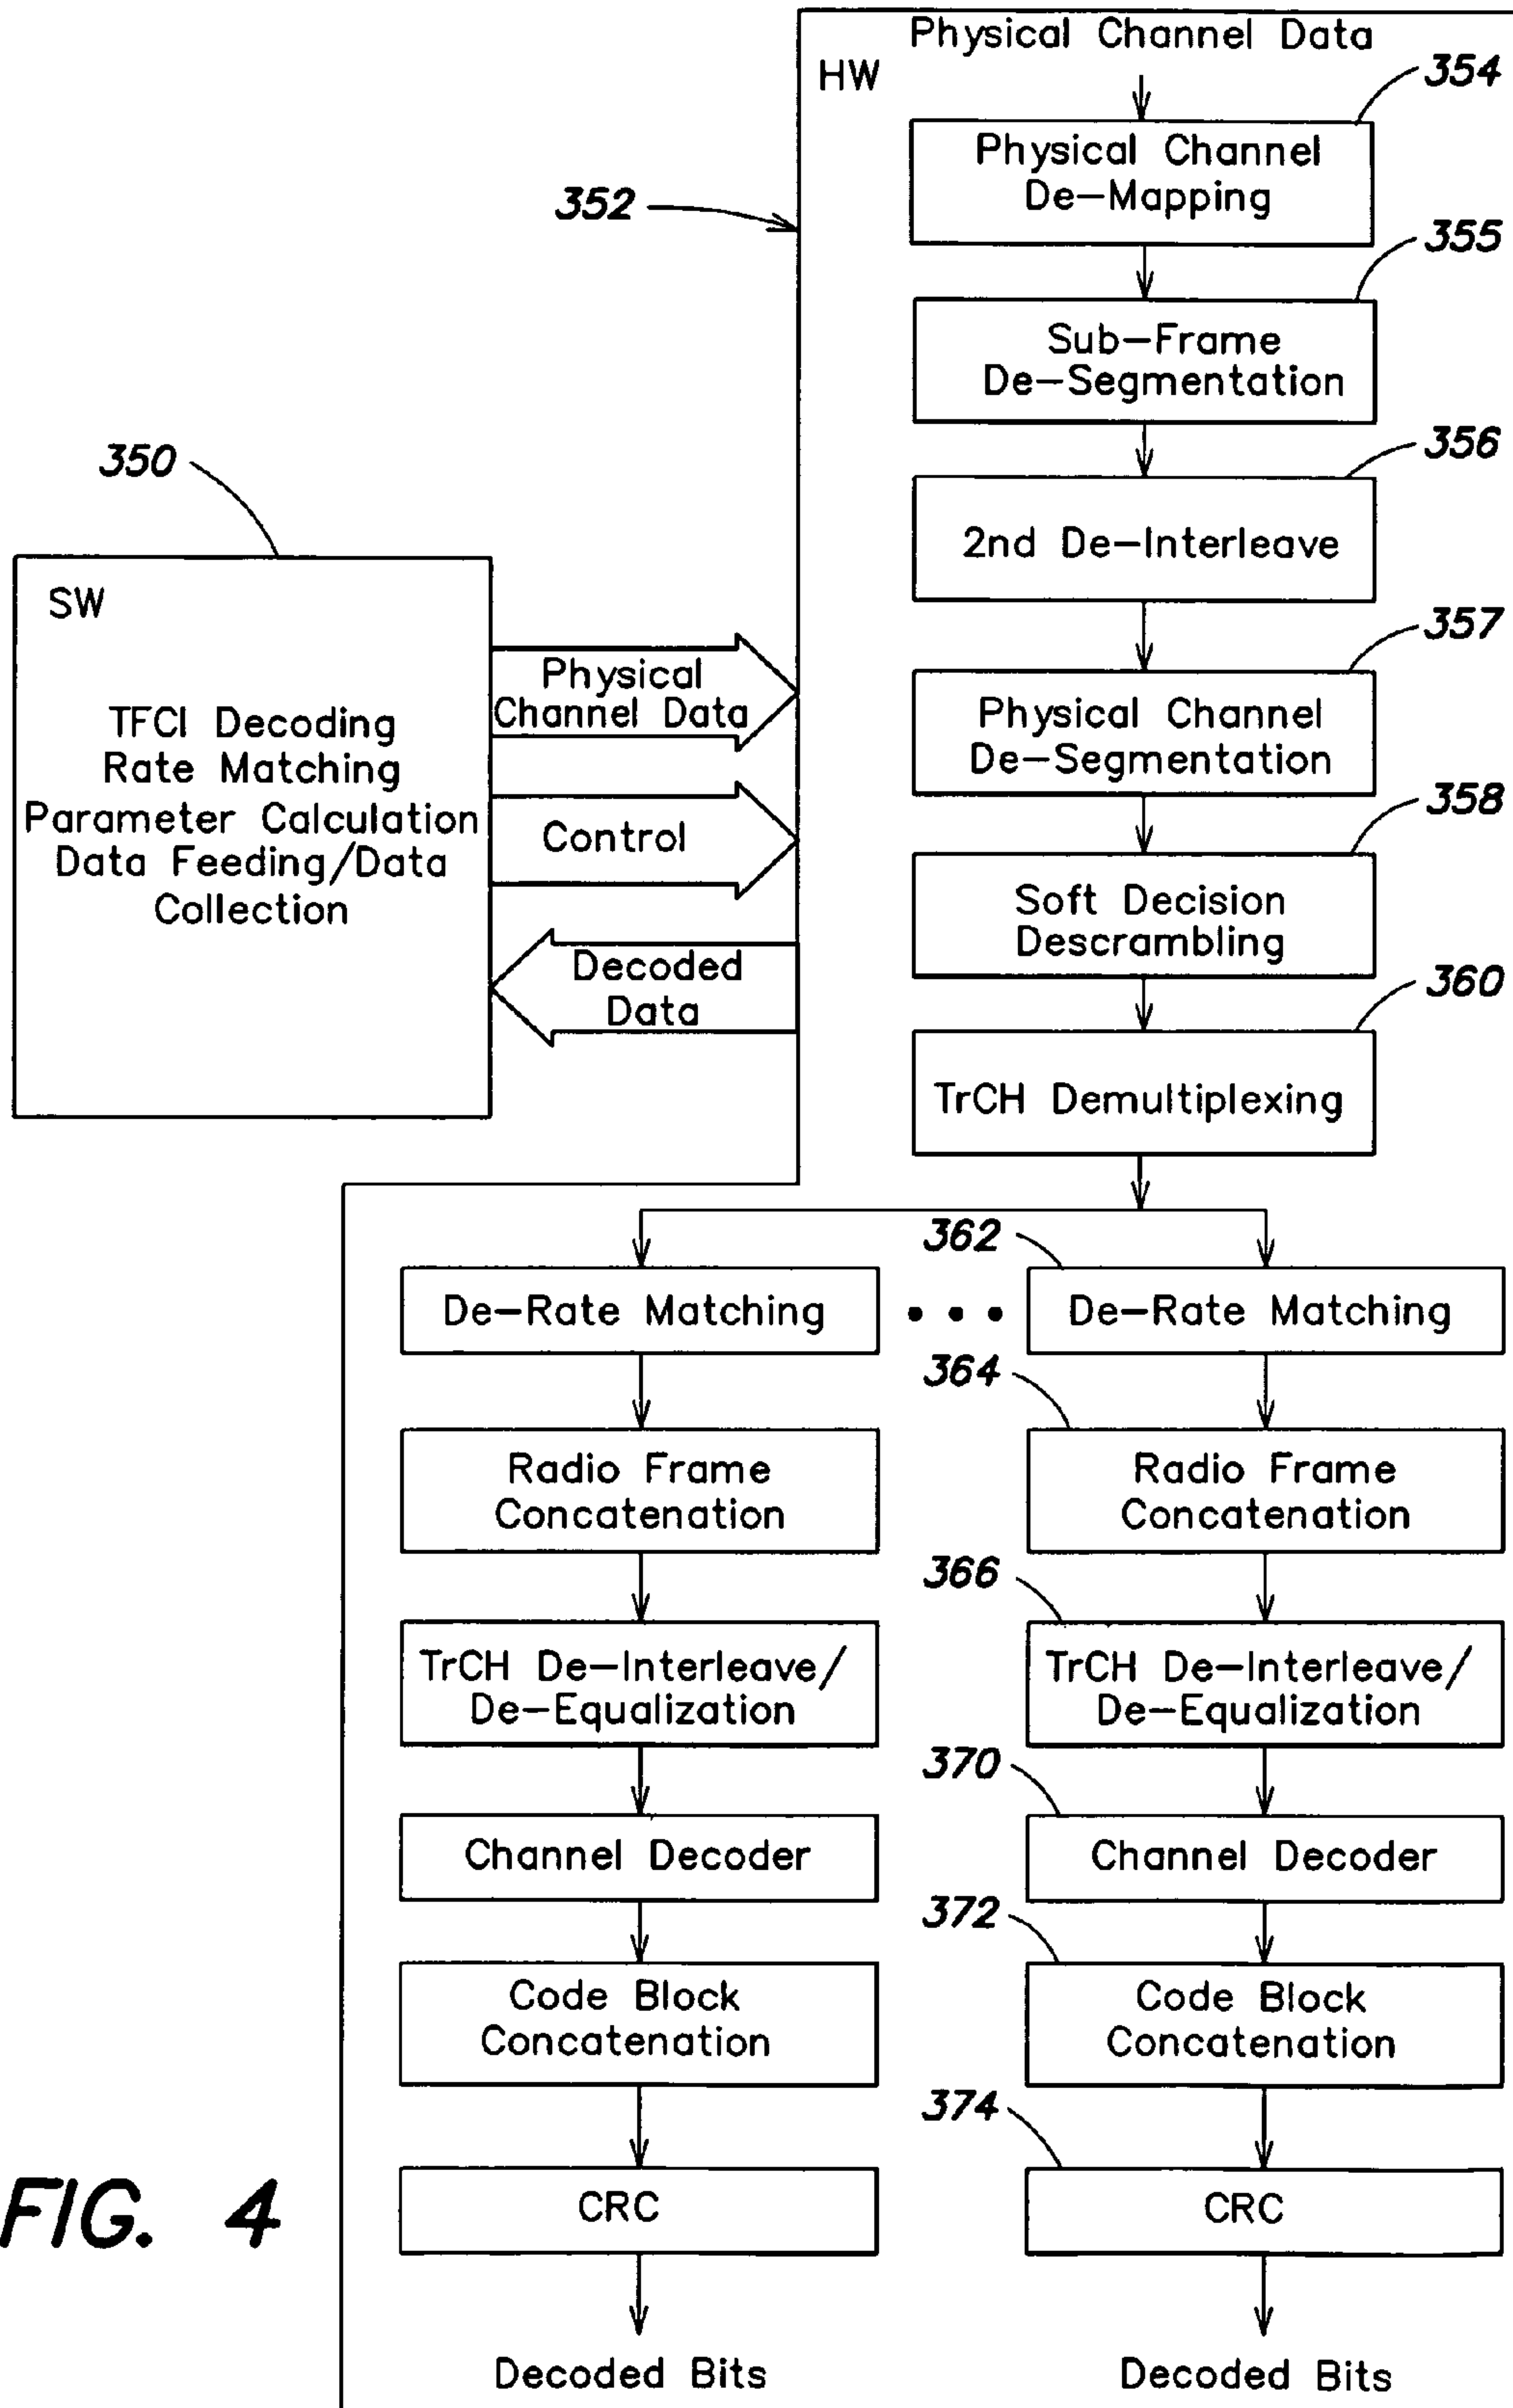 Physical Channel Data
HW
354
Physical Channel
De-Mapping
352
355
Sub-Frame
De-Segmentation
356
2nd De-Interleave
350
SW
TFCI Decoding
Rate Matching
Parameter Calculation
Data Feeding/Data
Collection
Physical
Channel Data
Control
Decoded
Data
357
Physical Channel
De-Segmentation
358
Soft Decision
Descrambling
360
TrCH Demultiplexing
362
De-Rate Matching
• • •
De-Rate Matching
364
Radio Frame
Concatenation
Radio Frame
Concatenation
366
TrCH De-Interleave/
De-Equalization
TrCH De-Interleave/
De-Equalization
370
Channel Decoder
Channel Decoder
372
Code Block
Concatenation
Code Block
Concatenation
374
CRC
CRC
Decoded Bits
Decoded Bits
FIG. 4